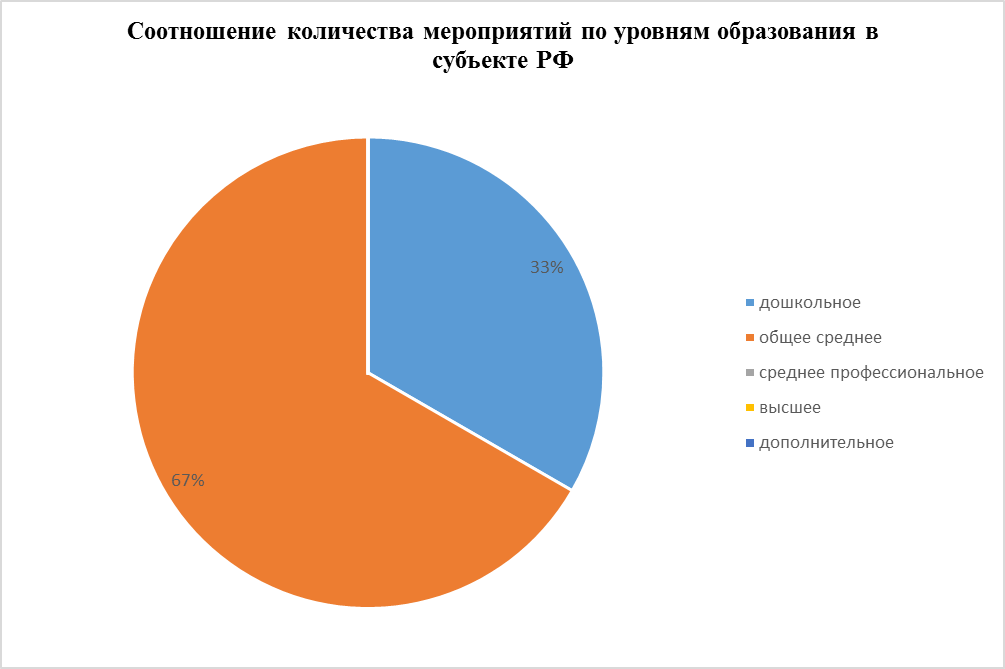 Соотношение количества мероприятий по уровням образования в
субъекте РФ
33%
67%
дошкольное
общее среднее
среднее профессиональное
высшее
дополнительное